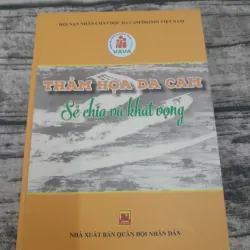 HỘI NẠN NHÂN CHẤT ĐỘC DA CAM/DIOXIN VIỆT NAM
VAVA
THẢM HỌA DA CAM
Sẻ chia và khát vọng
NHÀ XUẤT BẢN QUÂN ĐỘI NHÂN DÂN